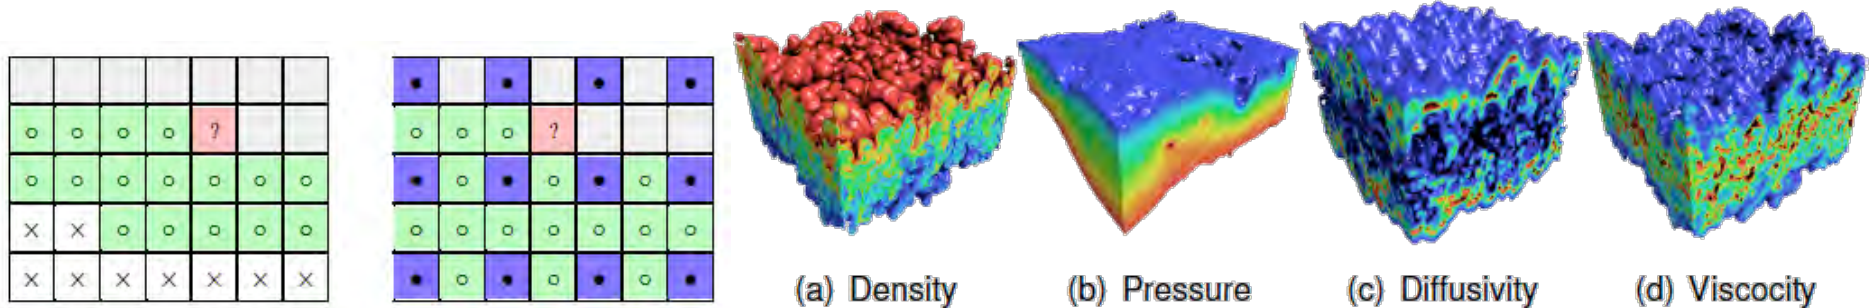 ○ ○ ○ ○ ?
○ ○ ○ ○ ○ ○ ○
× × ○ ○ ○ ○ ○
× × × × × × ×
● ● ● ●
○ ○ ○ ?
● ○ ● ○ ● ○ ●
○ ○ ○ ○ ○ ○ ○
● ○ ● ○ ● ○ ●
(a) Density
(b) Pressure
(c) Diffusivity
(d) Viscocity